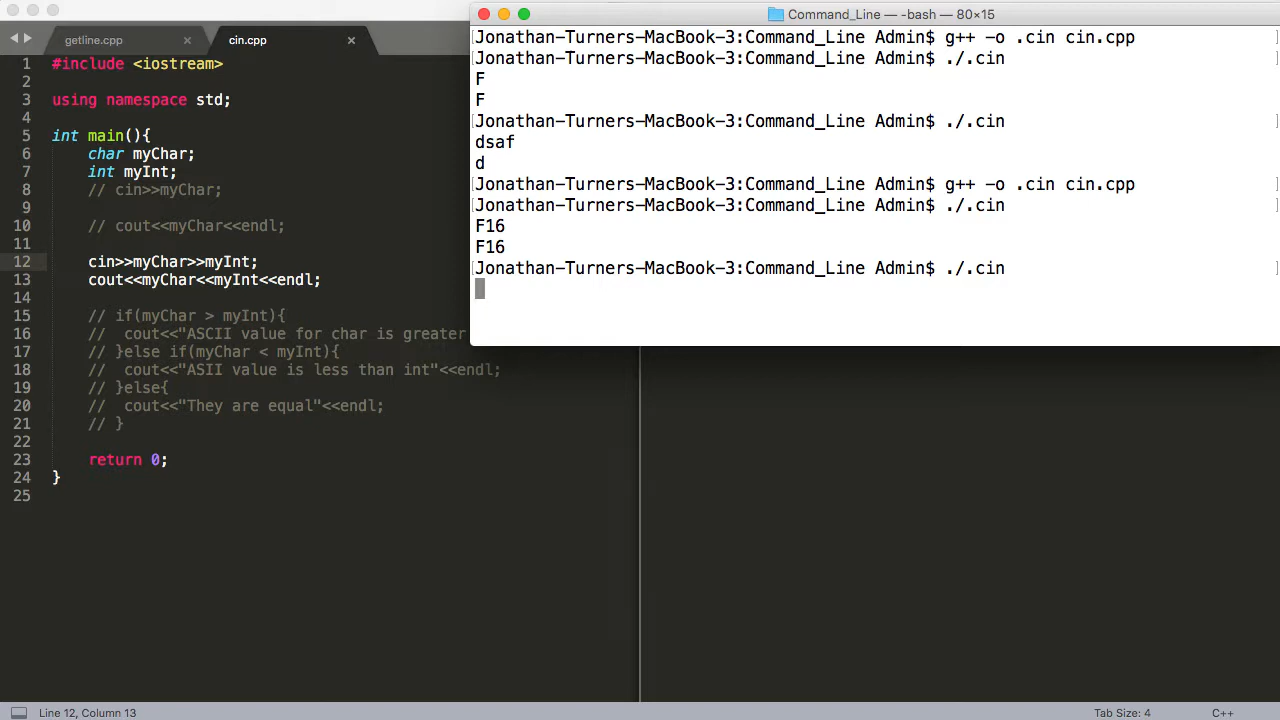 getline.cpp
cin.cpp
1 #include <iostream>
2
3 using namespace std;
4
5 int main(){
6 char myChar;
7 int myInt;
8 // cin>>myChar;
9
10 // cout<<myChar<<endl;
11
12 cin>>myChar>>myInt;
13 cout<<myChar<<myInt<<endl;
14
15 // if(myChar > myInt){
16 // cout<<"ASCII value for char is greater
17 // }else if(myChar < myInt){
18 // cout<<"ASII value is less than int"<<endl;
19 // }else{
20 // cout<<"They are equal"<<endl;
21 // }
22
23 return 0;
24 }
25
Command_Line — -bash — 80×15
Jonathan-Turners-MacBook-3:Command_Line Admin$ g++ -o .cin cin.cpp
Jonathan-Turners-MacBook-3:Command_Line Admin$ ./.cin
F
F
Jonathan-Turners-MacBook-3:Command_Line Admin$ ./.cin
dsaf
d
Jonathan-Turners-MacBook-3:Command_Line Admin$ g++ -o .cin cin.cpp
Jonathan-Turners-MacBook-3:Command_Line Admin$ ./.cin
F16
F16
Jonathan-Turners-MacBook-3:Command_Line Admin$ ./.cin
Line 12, Column 13
Tab Size: 4
C++